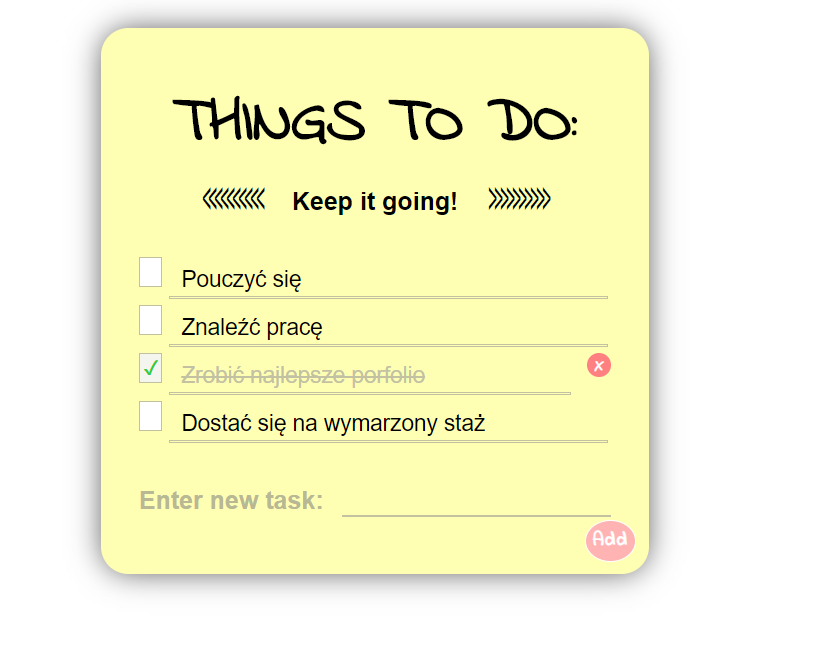 THINGS TO DO:
Keep it going!
Pouczyć się
Znaleźć pracę
✓ Zrobić najlepsze porfolio x
Dostać się na wymarzony staż
Enter new task:
Add